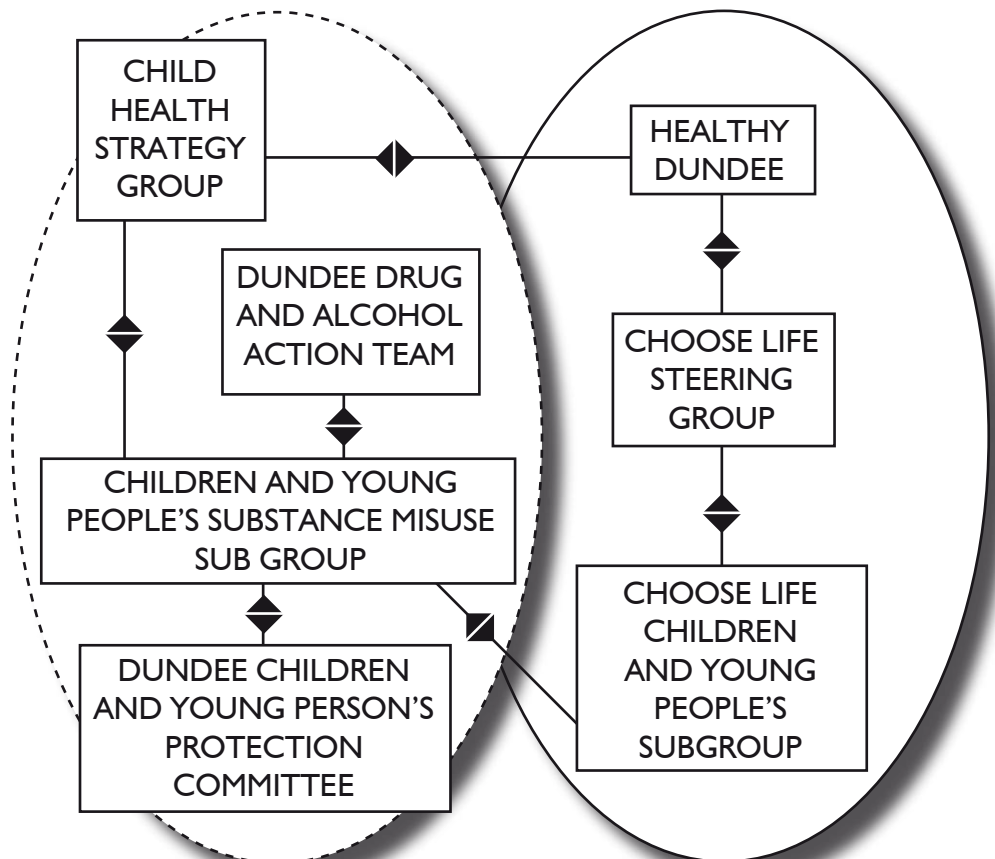 CHILD
HEALTH
STRATEGY
GROUP
HEALTHY
DUNDEE
DUNDEE DRUG
AND ALCOHOL
ACTION TEAM
CHOOSE LIFE
STEERING
GROUP
CHILDREN AND YOUNG
PEOPLE'S SUBSTANCE MISUSE
SUB GROUP
CHOOSE LIFE
CHILDREN
AND YOUNG
PEOPLE'S
SUBGROUP
DUNDEE CHILDREN
AND YOUNG PERSON'S
PROTECTION
COMMITTEE